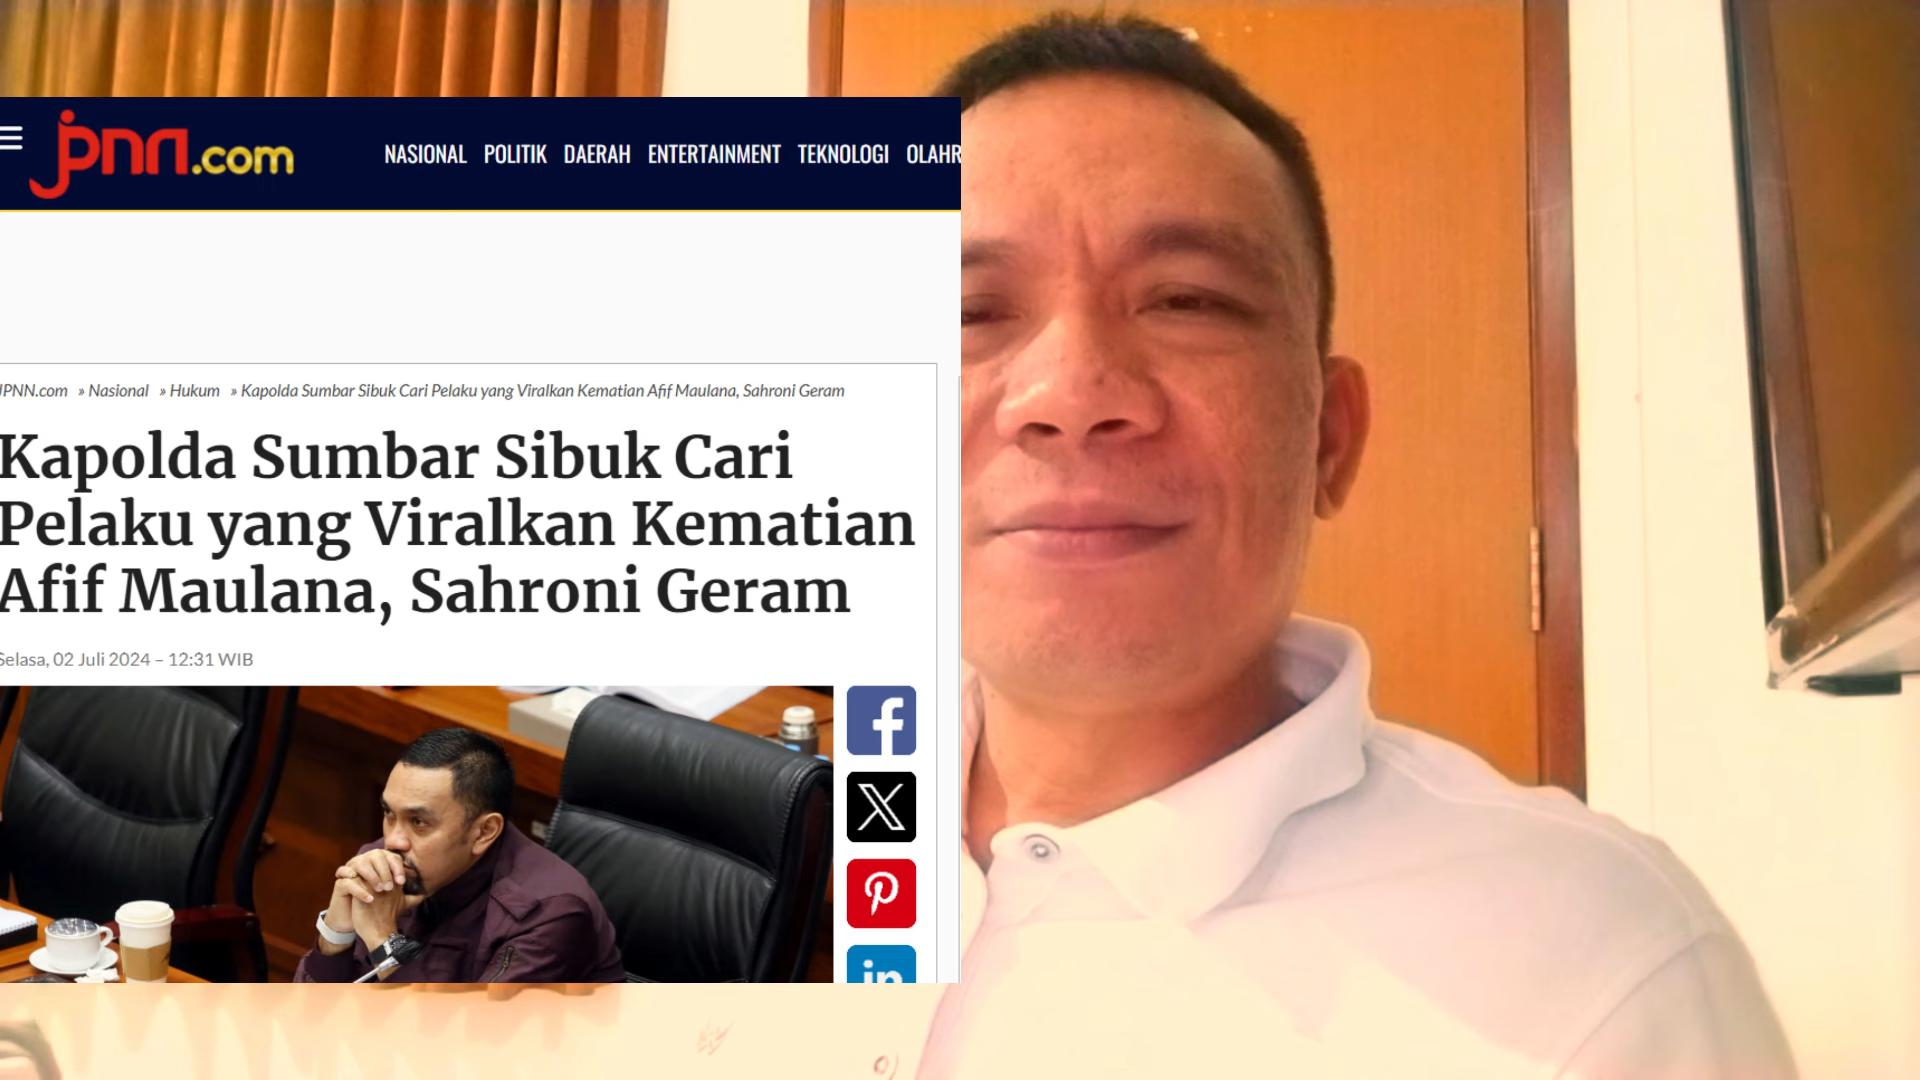 jpnn.com
NASIONAL POLITIK DAERAH ENTERTAINMENT TEKNOLOGI OLAHR
JPNN.com » Nasional » Hukum » Kapolda Sumbar Sibuk Cari Pelaku yang Viralkan Kematian Afif Maulana, Sahroni Geram
Kapolda Sumbar Sibuk Cari
Pelaku yang Viralkan Kematian
Afif Maulana, Sahroni Geram
Selasa, 02 Juli 2024 – 12:31 WIB
f
X
in